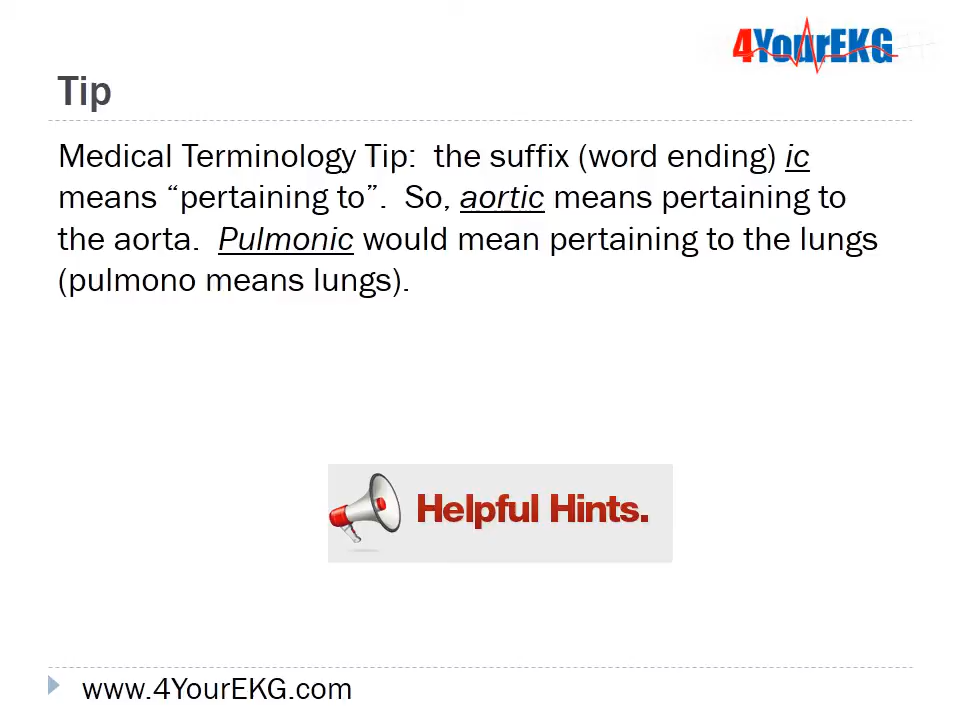 4YourEKG
Tip
Medical Terminology Tip:  the suffix (word ending) ic
means “pertaining to”.  So, aortic means pertaining to
the aorta.  Pulmonic would mean pertaining to the lungs
(pulmono means lungs).
Helpful Hints.
www.4YourEKG.com